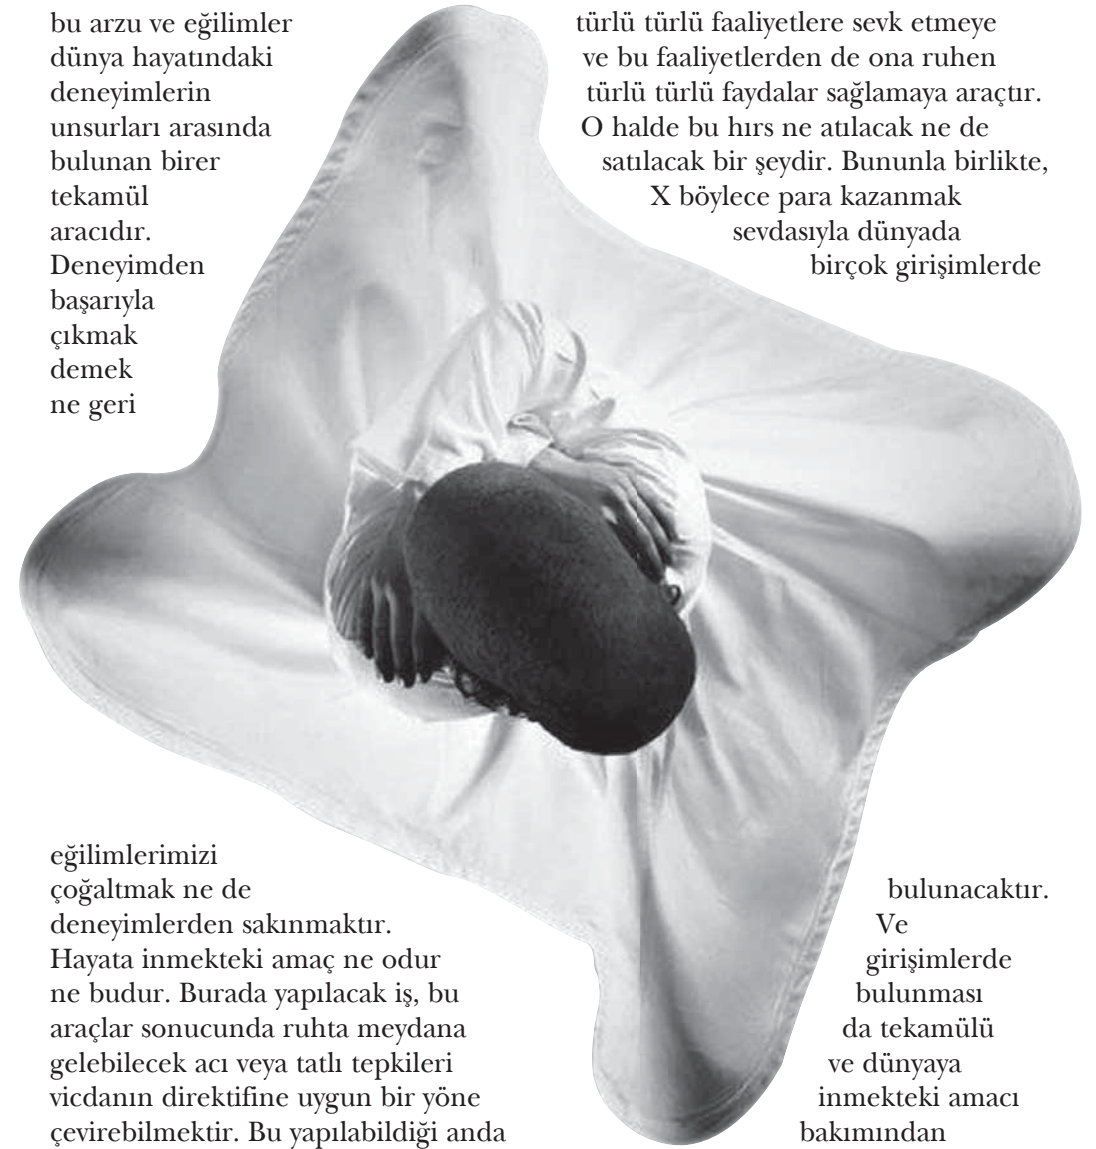 bu arzu ve eğilimler
dünya hayatındaki
deneyimlerin
unsurları arasında
bulunan birer
tekamül
aracıdır.
Deneyimden
başarıyla
çıkmak
demek
ne geri
eğilimlerimizi
çoğaltmak ne de
deneyimlerden sakınmaktır.
Hayata inmekteki amaç ne odur
ne budur. Burada yapılacak iş, bu
araçlar sonucunda ruhta meydana
gelebilecek acı veya tatlı tepkileri
vicdanın direktifine uygun bir yöne
çevirebilmektir. Bu yapılabildiği anda
türlü türlü faaliyetlere sevk etmeye
ve bu faaliyetlerden de ona ruhen
türlü türlü faydalar sağlamaya araçtır.
O halde bu hırs ne atılacak ne de
satılacak bir şeydir. Bununla birlikte,
X böylece para kazanmak
sevdasıyla dünyada
birçok girişimlerde
bulunacaktır.
Ve
girişimlerde
bulunması
da tekamülü
ve dünyaya
inmekteki amacı
bakımından